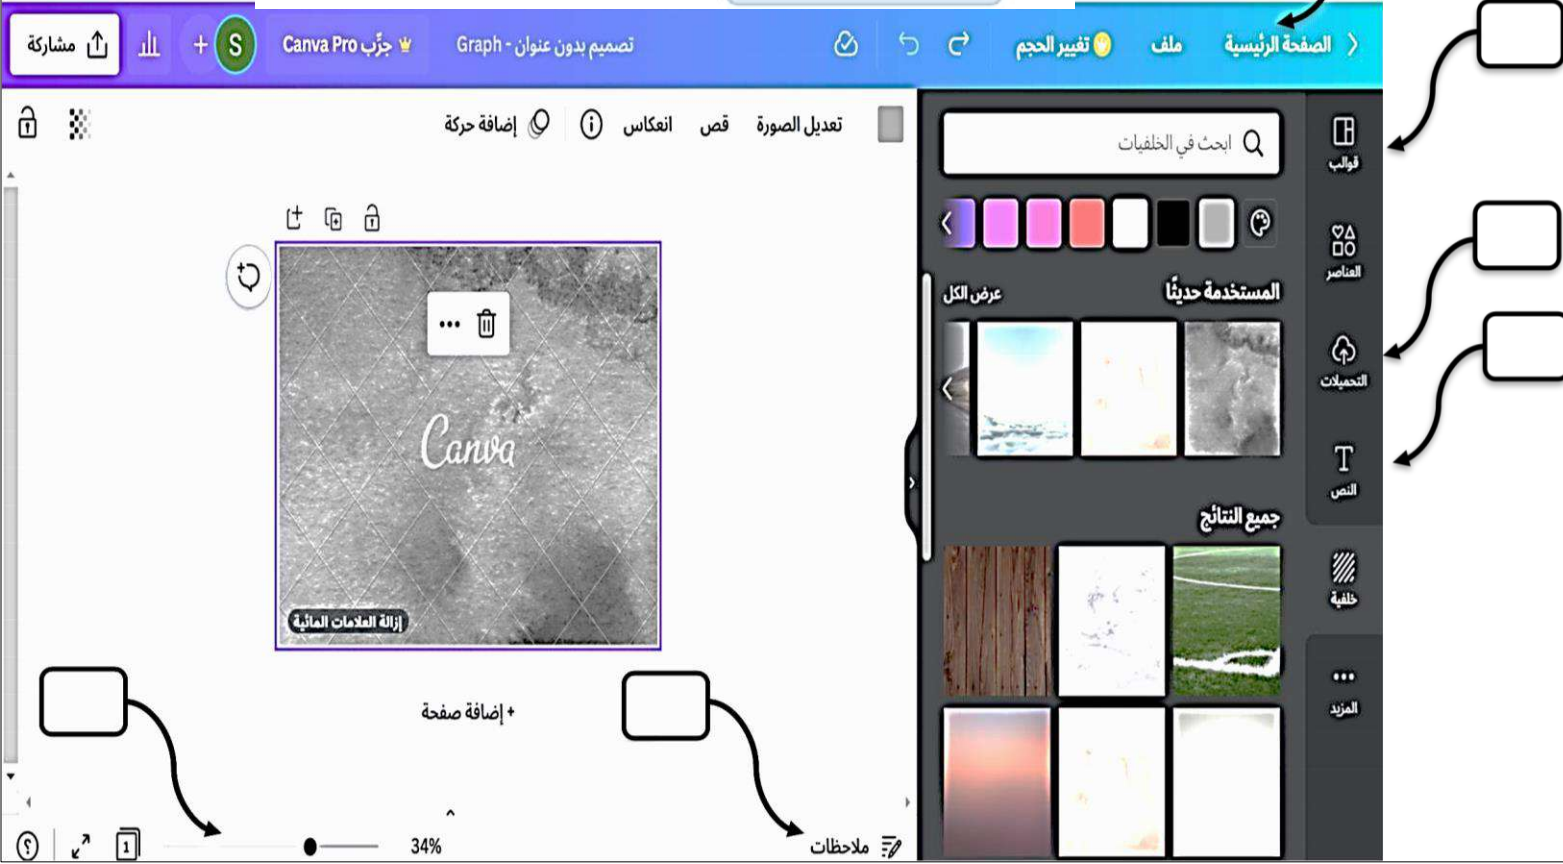 الصفحة الرئيسية
ملف
تغيير الحجم
تصميم بدون عنوان - Graph
جرِّب Canva Pro
S
+
مشاركة
قوالب
العناصر
التحميلات
النص
خلفية
المزيد
ابحث في الخلفيات
المستخدمة حديثًا
عرض الكل
جميع النتائج
تعديل الصورة
قص
انعكاس
إضافة حركة
Canva
إزالة العلامات المائية
+ إضافة صفحة
ملاحظات
34%
1